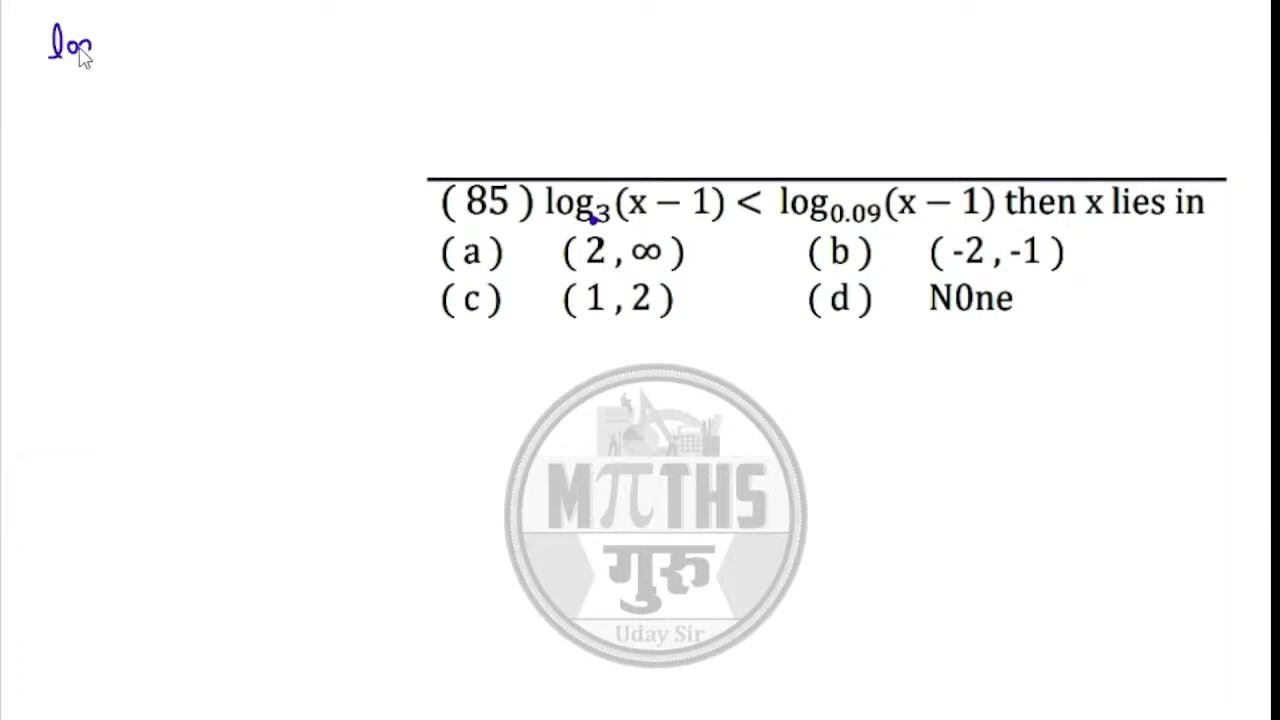 log
( 85 ) log₃(x − 1) < log₀.₀₉(x − 1) then x lies in
( a ) ( 2 , ∞ ) ( b ) ( -2 , -1 )
( c ) ( 1 , 2 ) ( d ) N0ne
MπTHS
गुरु
Uday Sir